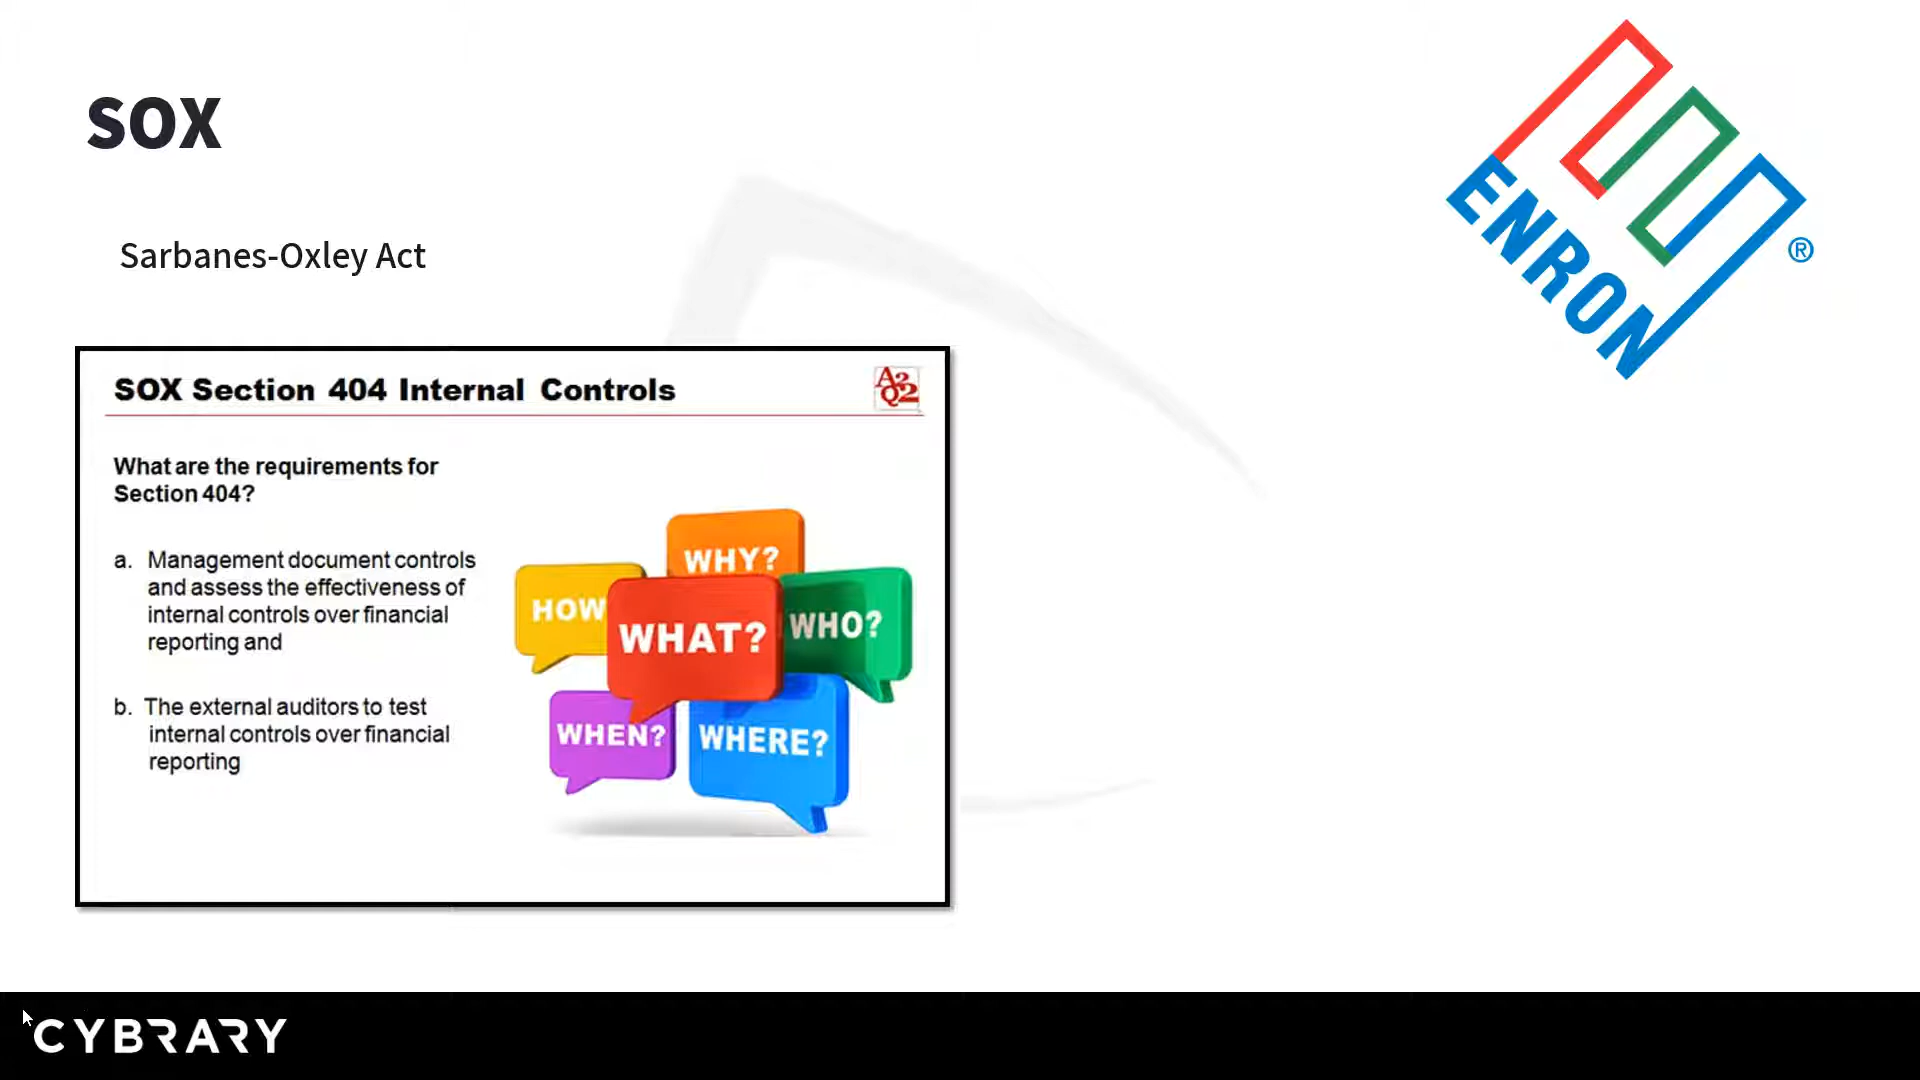 SOX
ENRON
®
Sarbanes-Oxley Act
SOX Section 404 Internal Controls
A2
Q2
What are the requirements for
Section 404?
a. Management document controls
and assess the effectiveness of
internal controls over financial
reporting and
b. The external auditors to test
internal controls over financial
reporting
WHY?
HOW
WHAT?
WHO?
WHEN?
WHERE?
CYBRARY